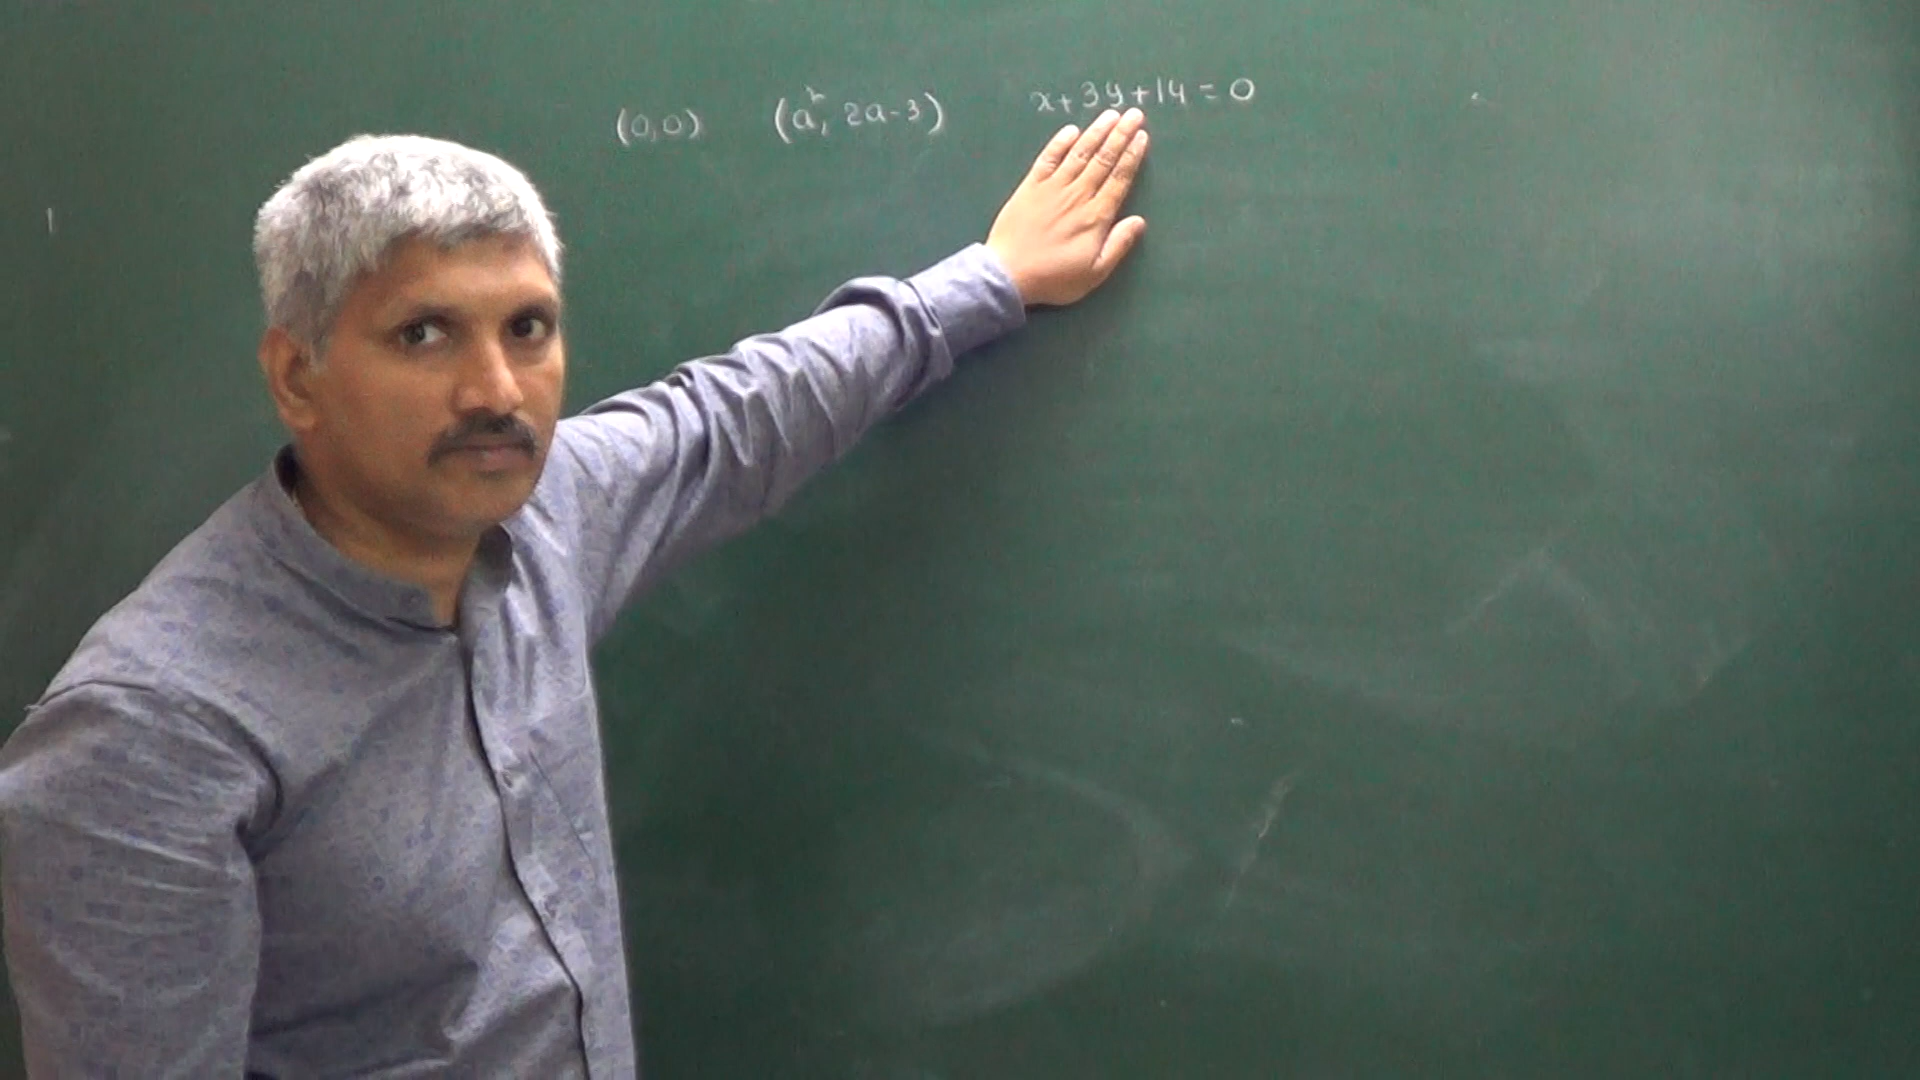 (0,0) (a², 2a-3) x+3y+14=0